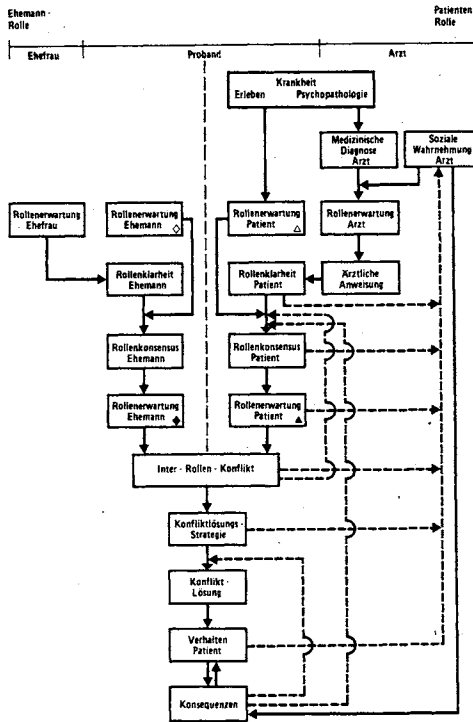 Ehemann -
Rolle
Patienten
Rolle
Ehefrau
Proband
Arzt
Krankheit
Erleben Psychopathologie
Medizinische
Diagnose
Arzt
Soziale
Wahrnehmung
Arzt
Rollenerwartung
Ehefrau
Rollenerwartung
Ehemann
Rollenerwartung
Patient
Rollenerwartung
Arzt
Rollenklarheit
Ehemann
Rollenklarheit
Patient
Ärztliche
Anweisung
Rollenkonsensus
Ehemann
Rollenkonsensus
Patient
Rollenerwartung
Ehemann
Rollenerwartung
Patient
Inter - Rollen - Konflikt
Konfliktlösungs -
Strategie
Konflikt -
Lösung
Verhalten
Patient
Konsequenzen